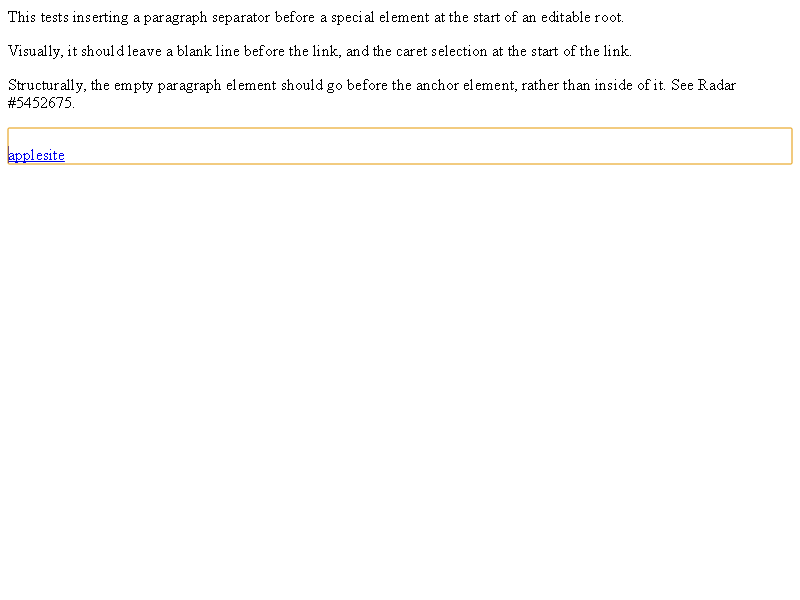 This tests inserting a paragraph separator before a special element at the start of an editable root.
Visually, it should leave a blank line before the link, and the caret selection at the start of the link.
Structurally, the empty paragraph element should go before the anchor element, rather than inside of it. See Radar
#5452675.
applesite